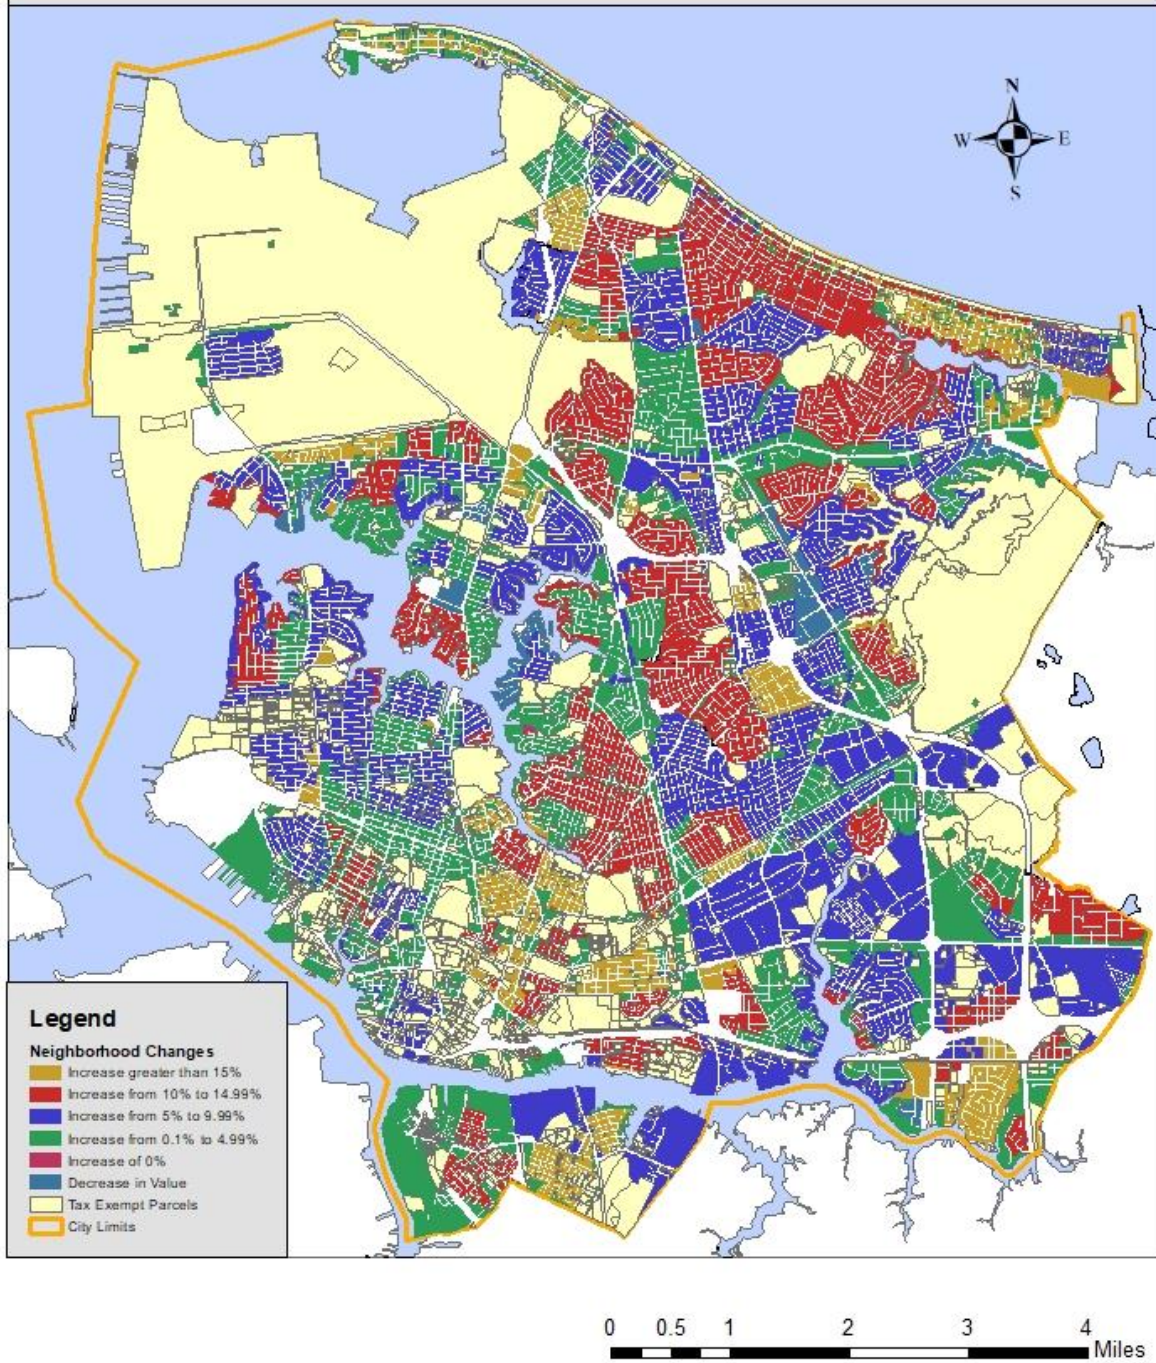 N
W E
S
Legend
Neighborhood Changes
Increase greater than 15%
Increase from 10% to 14.99%
Increase from 5% to 9.99%
Increase from 0.1% to 4.99%
Increase of 0%
Decrease in Value
Tax Exempt Parcels
City Limits
0 0.5 1 2 3 4
Miles